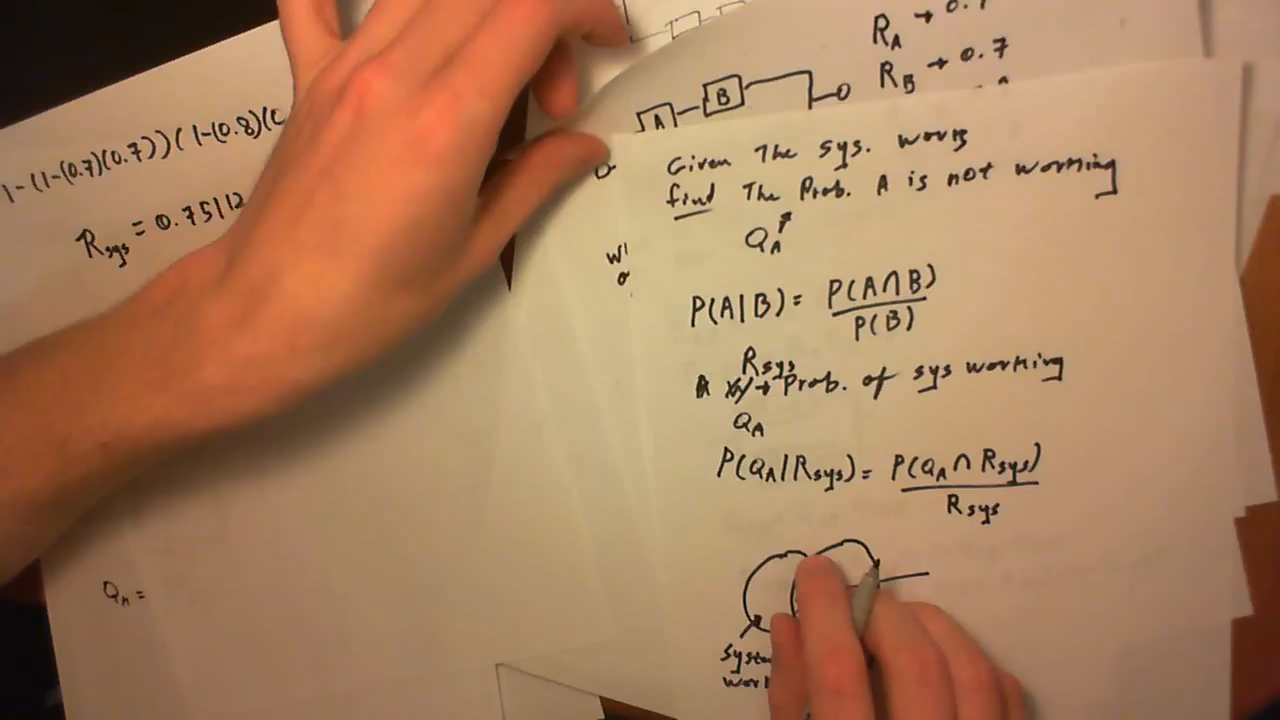 1-(1-(0.7)(0.7))(1-(0.8)(
Rsys = 0.75112
QA =
RA → 0.
RB → 0.7
B
A
Given The sys. works
find The Prob. A is not working
QA
P(A|B) = P(A∩B)
P(B)
Rsys
→ Prob. of sys working
QA
P(QA|Rsys) = P(QA∩Rsys)
Rsys